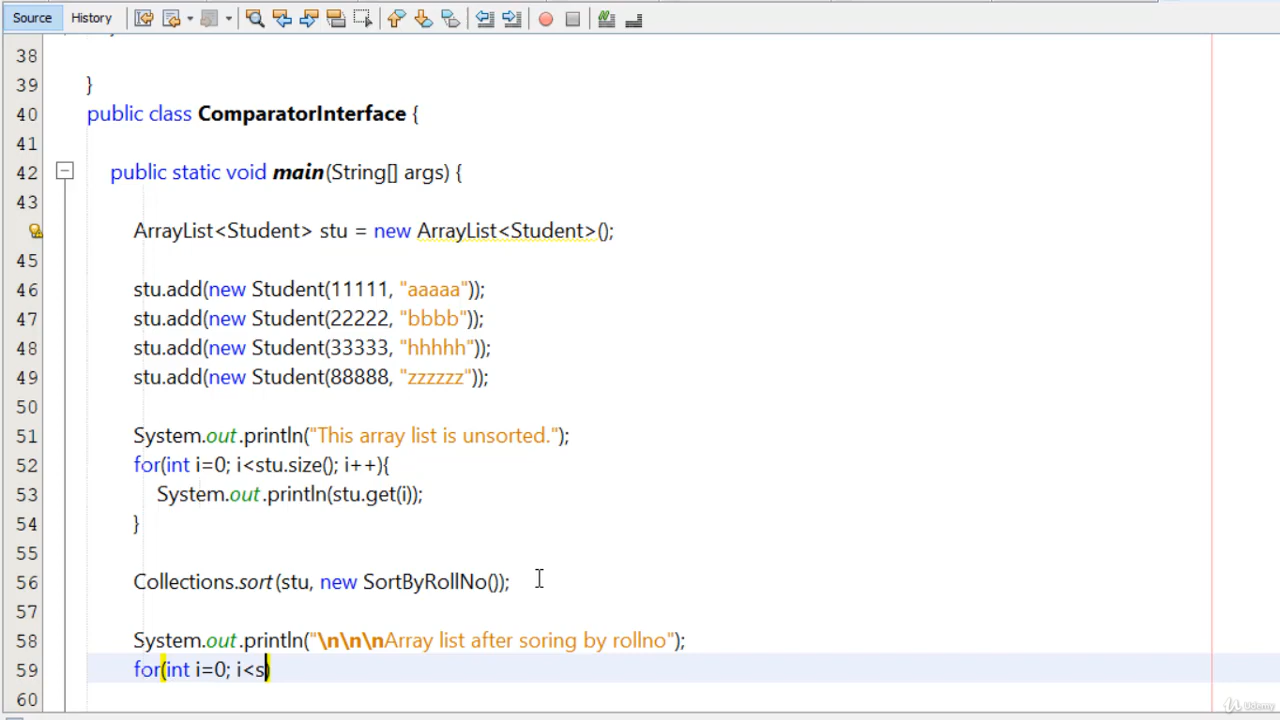 Source History
38
39 }
40 public class ComparatorInterface {
41
42 public static void main(String[] args) {
43
ArrayList<Student> stu = new ArrayList<Student>();
45
46 stu.add(new Student(11111, "aaaaa"));
47 stu.add(new Student(22222, "bbbb"));
48 stu.add(new Student(33333, "hhhhh"));
49 stu.add(new Student(88888, "zzzzzz"));
50
51 System.out.println("This array list is unsorted.");
52 for(int i=0; i<stu.size(); i++){
53 System.out.println(stu.get(i));
54 }
55
56 Collections.sort(stu, new SortByRollNo());
57
58 System.out.println("\n\n\nArray list after soring by rollno");
59 for(int i=0; i<s)
60
Udemy